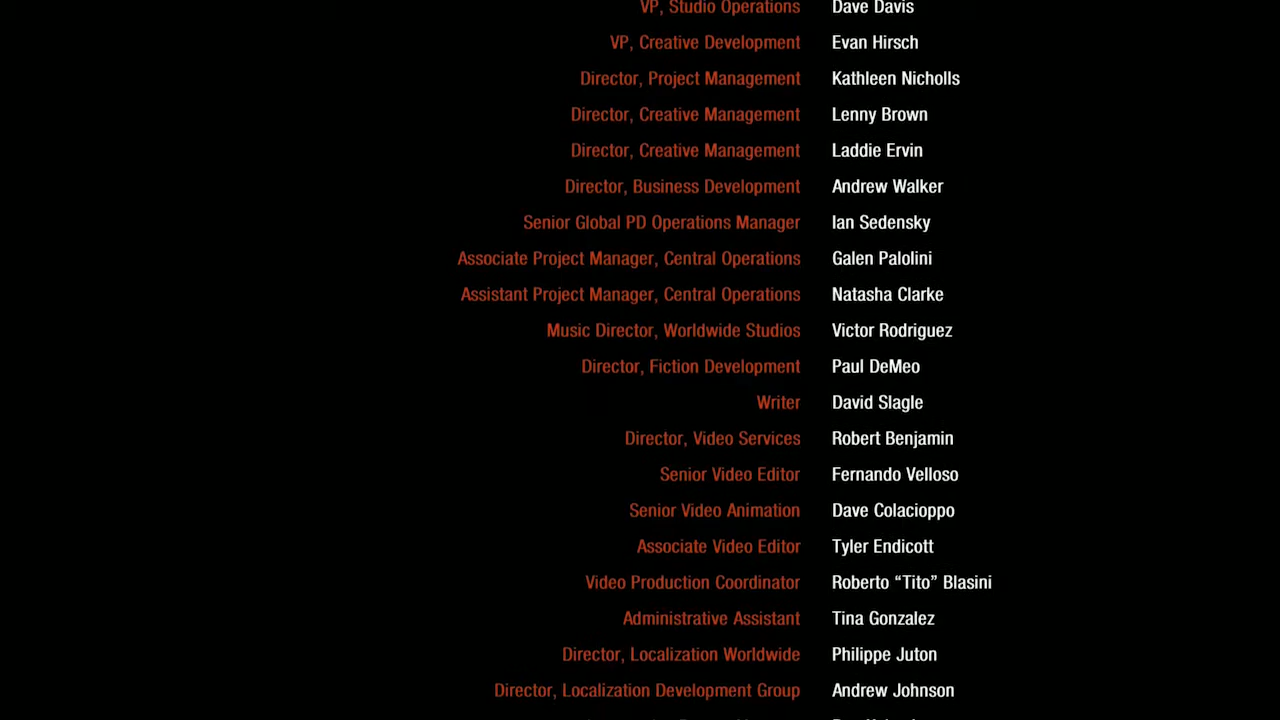 VP, Studio Operations Dave Davis
VP, Creative Development Evan Hirsch
Director, Project Management Kathleen Nicholls
Director, Creative Management Lenny Brown
Director, Creative Management Laddie Ervin
Director, Business Development Andrew Walker
Senior Global PD Operations Manager Ian Sedensky
Associate Project Manager, Central Operations Galen Palolini
Assistant Project Manager, Central Operations Natasha Clarke
Music Director, Worldwide Studios Victor Rodriguez
Director, Fiction Development Paul DeMeo
Writer David Slagle
Director, Video Services Robert Benjamin
Senior Video Editor Fernando Velloso
Senior Video Animation Dave Colacioppo
Associate Video Editor Tyler Endicott
Video Production Coordinator Roberto “Tito” Blasini
Administrative Assistant Tina Gonzalez
Director, Localization Worldwide Philippe Juton
Director, Localization Development Group Andrew Johnson